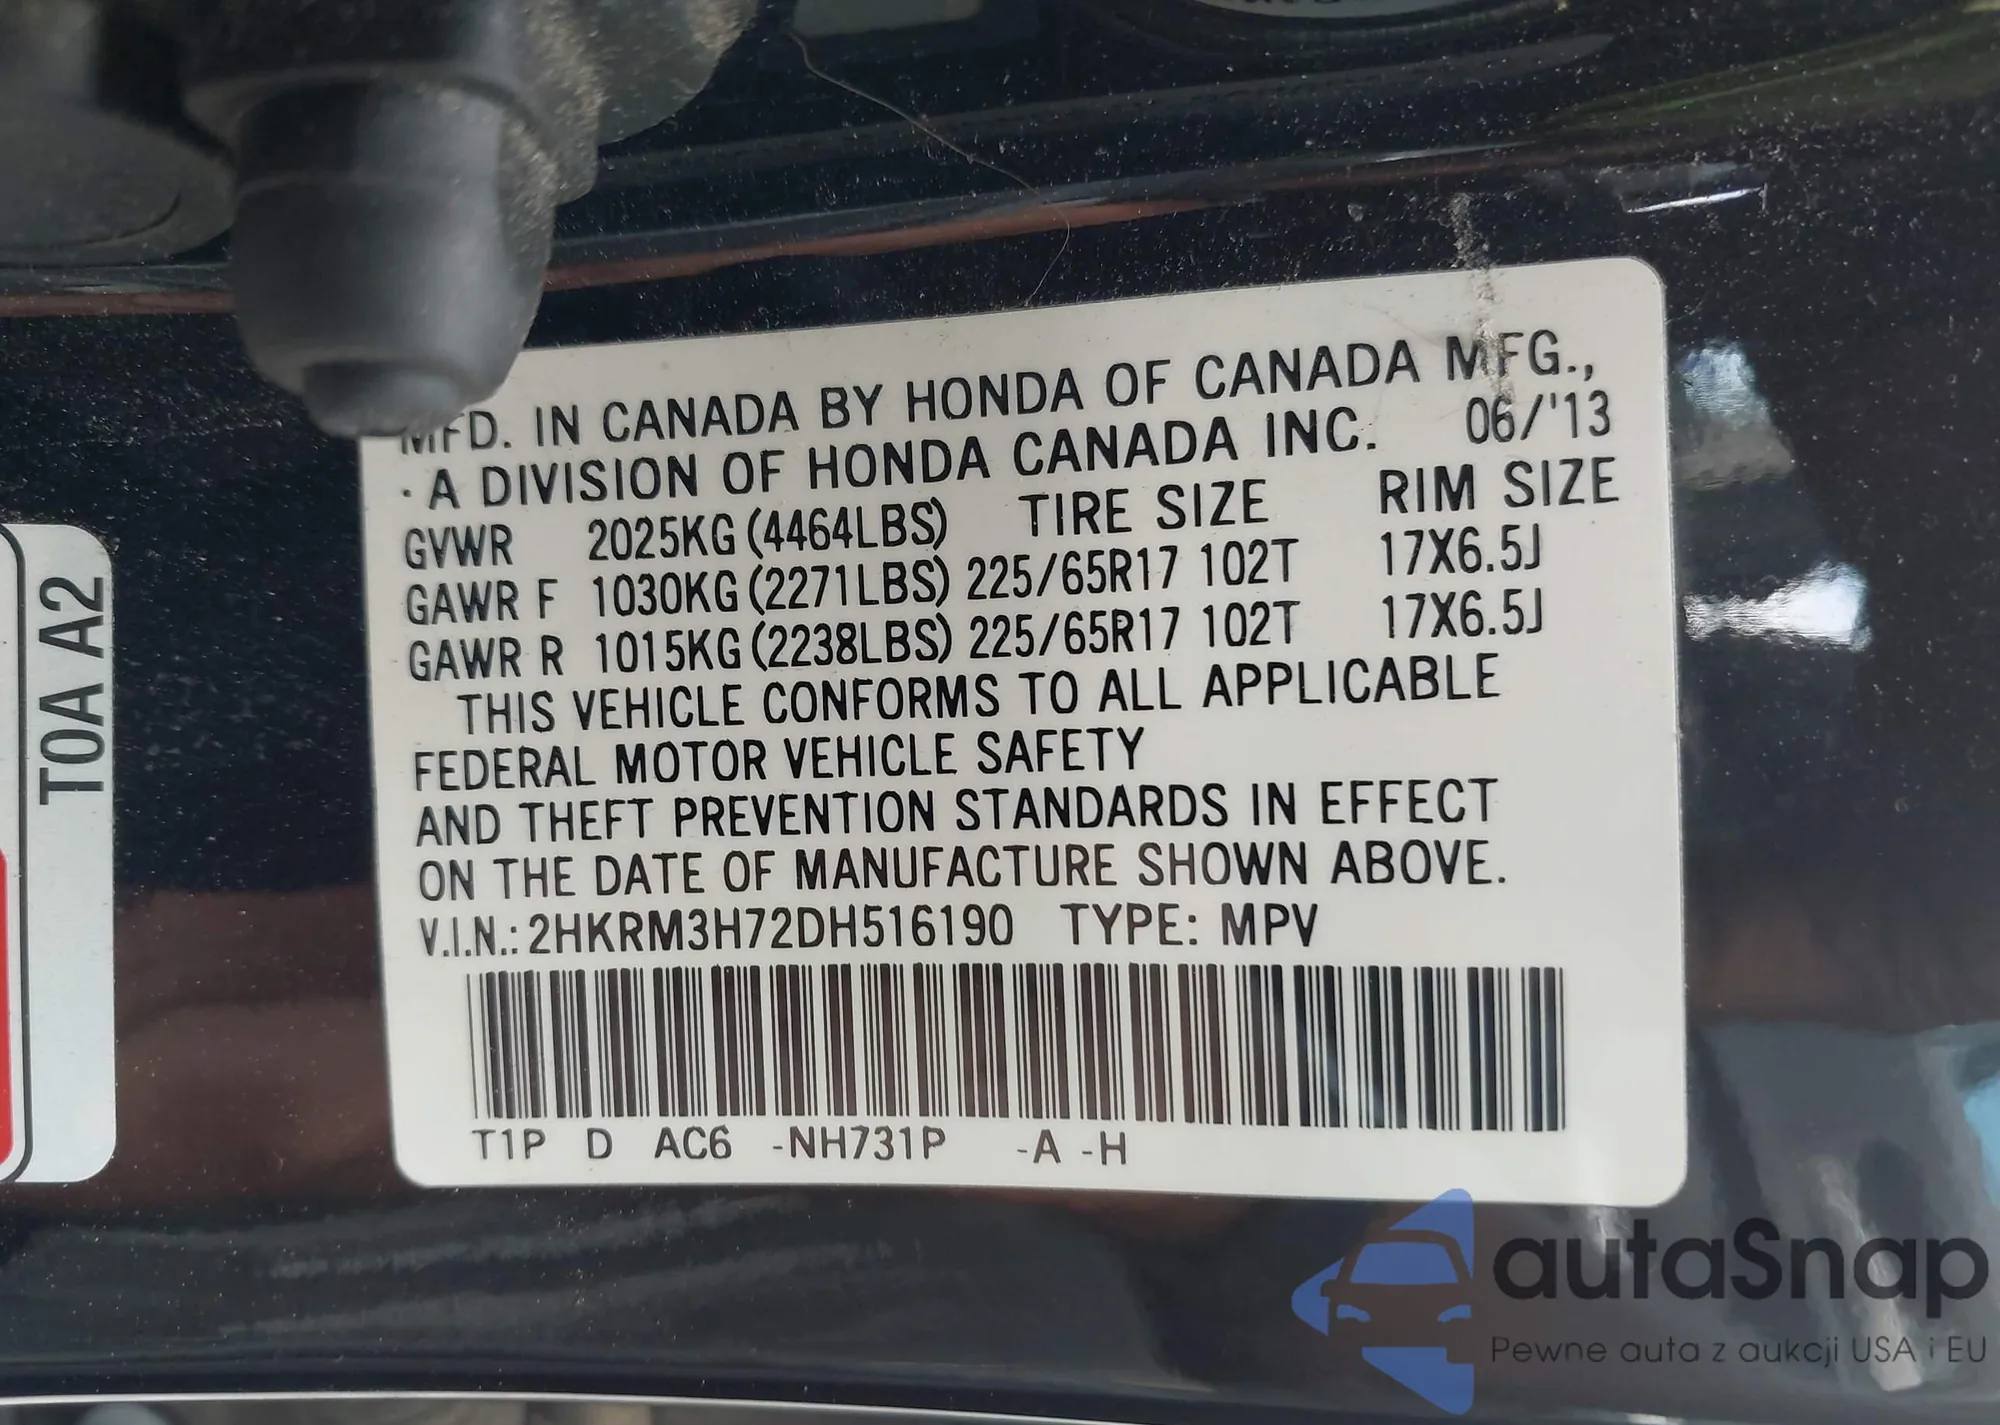 MFD. IN CANADA BY HONDA OF CANADA MFG.,
· A DIVISION OF HONDA CANADA INC. 06/'13
GVWR 2025KG (4464LBS) TIRE SIZE RIM SIZE
GAWR F 1030KG (2271LBS) 225/65R17 102T 17X6.5J
GAWR R 1015KG (2238LBS) 225/65R17 102T 17X6.5J
THIS VEHICLE CONFORMS TO ALL APPLICABLE
FEDERAL MOTOR VEHICLE SAFETY
AND THEFT PREVENTION STANDARDS IN EFFECT
ON THE DATE OF MANUFACTURE SHOWN ABOVE.
V.I.N.: 2HKRM3H72DH516190 TYPE: MPV
T1P D AC6 -NH731P -A -H
T0A A2
autaSnap
Pewne auta z aukcji USA i EU